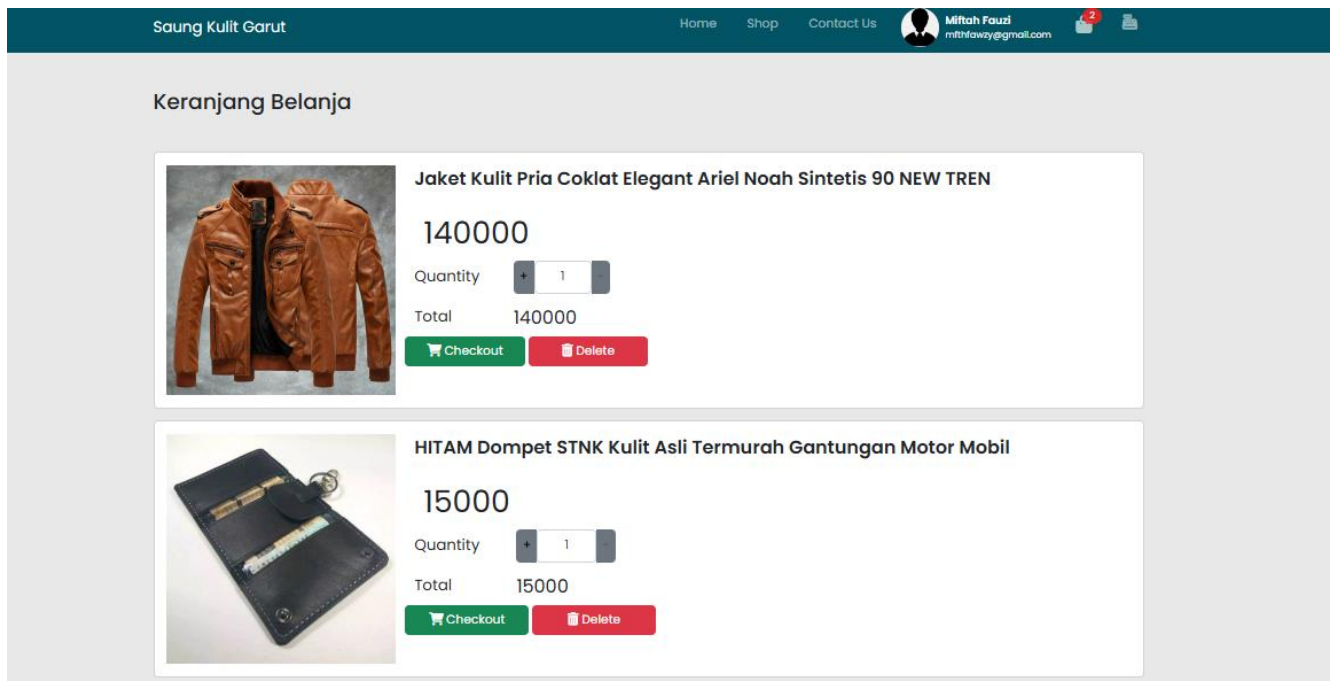 Saung Kulit Garut
Home Shop Contact Us
Miftah Fauzi
mfthfawzy@gmail.com
2
Keranjang Belanja
Jaket Kulit Pria Coklat Elegant Ariel Noah Sintetis 90 NEW TREN
140000
Quantity + 1 -
Total 140000
Checkout Delete
HITAM Dompet STNK Kulit Asli Termurah Gantungan Motor Mobil
15000
Quantity + 1 -
Total 15000
Checkout Delete